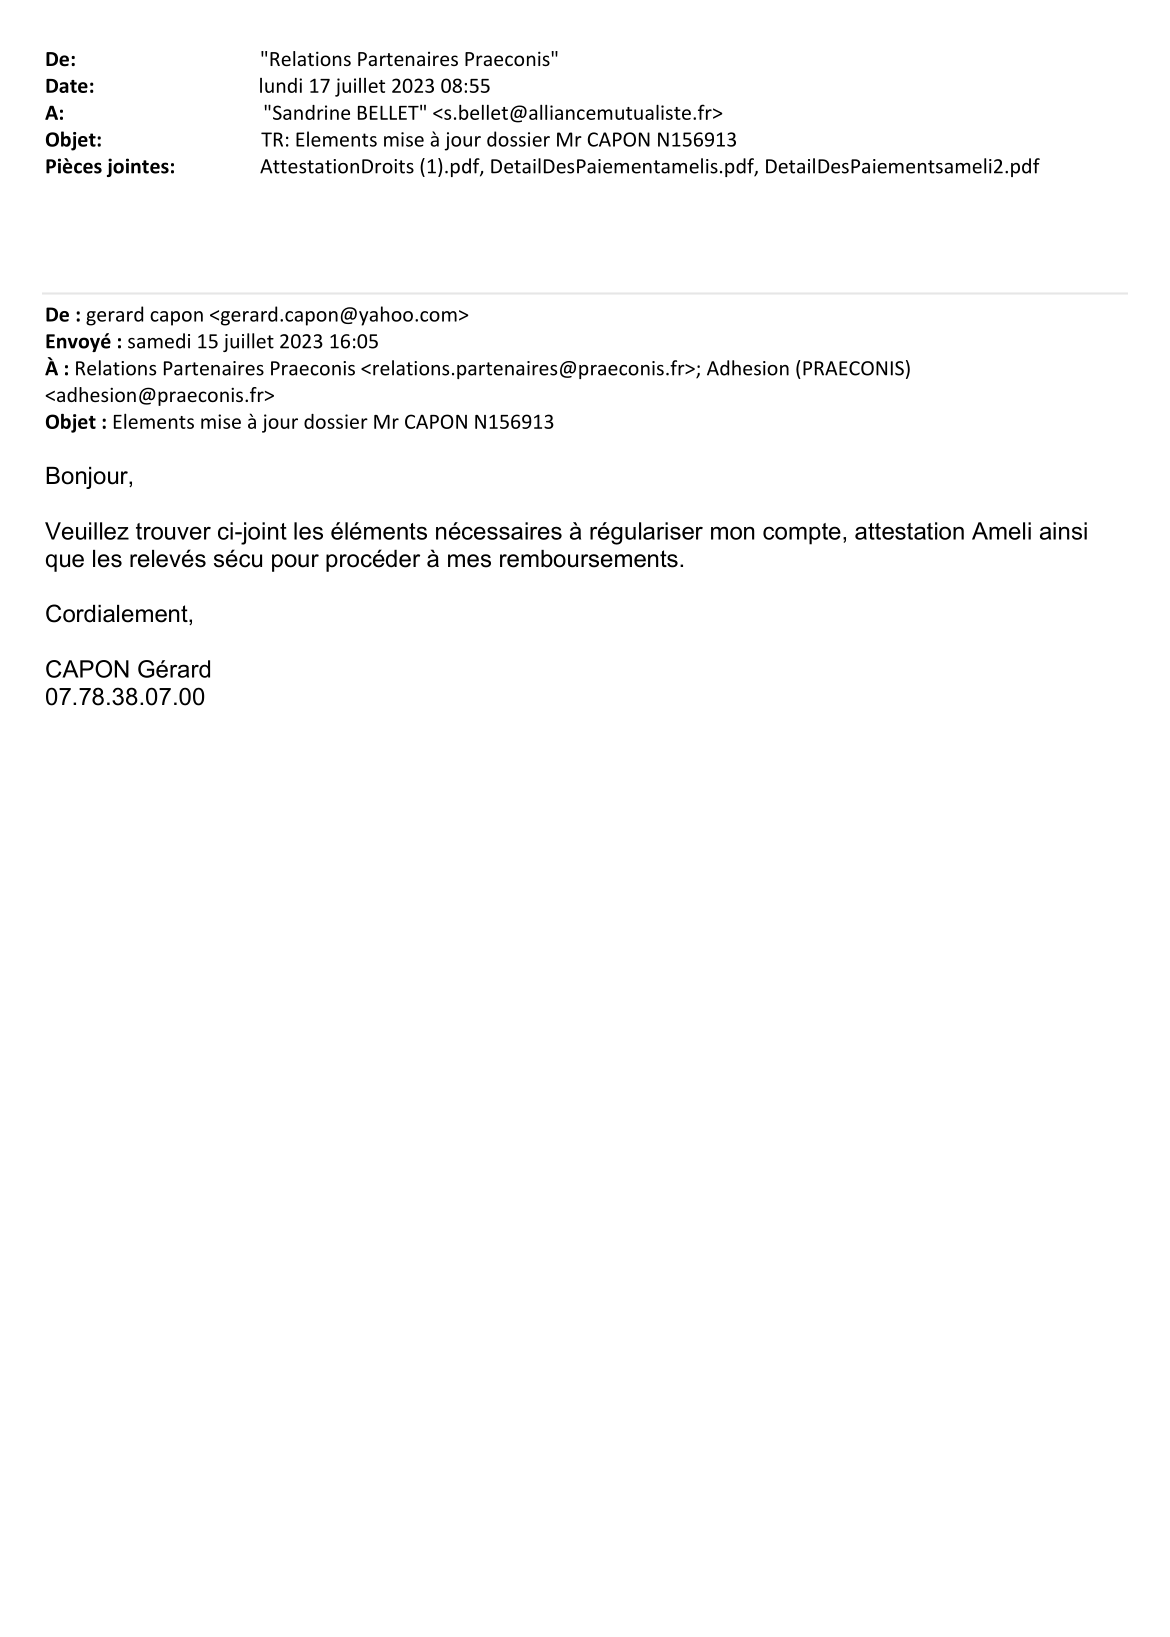 De: "Relations Partenaires Praeconis"
Date: lundi 17 juillet 2023 08:55
A: "Sandrine BELLET" <s.bellet@alliancemutualiste.fr>
Objet: TR: Elements mise à jour dossier Mr CAPON N156913
Pièces jointes: AttestationDroits (1).pdf, DetailDesPaiementamelis.pdf, DetailDesPaiementsameli2.pdf
De : gerard capon <gerard.capon@yahoo.com>
Envoyé : samedi 15 juillet 2023 16:05
À : Relations Partenaires Praeconis <relations.partenaires@praeconis.fr>; Adhesion (PRAECONIS)
<adhesion@praeconis.fr>
Objet : Elements mise à jour dossier Mr CAPON N156913
Bonjour,
Veuillez trouver ci-joint les éléments nécessaires à régulariser mon compte, attestation Ameli ainsi
que les relevés sécu pour procéder à mes remboursements.
Cordialement,
CAPON Gérard
07.78.38.07.00